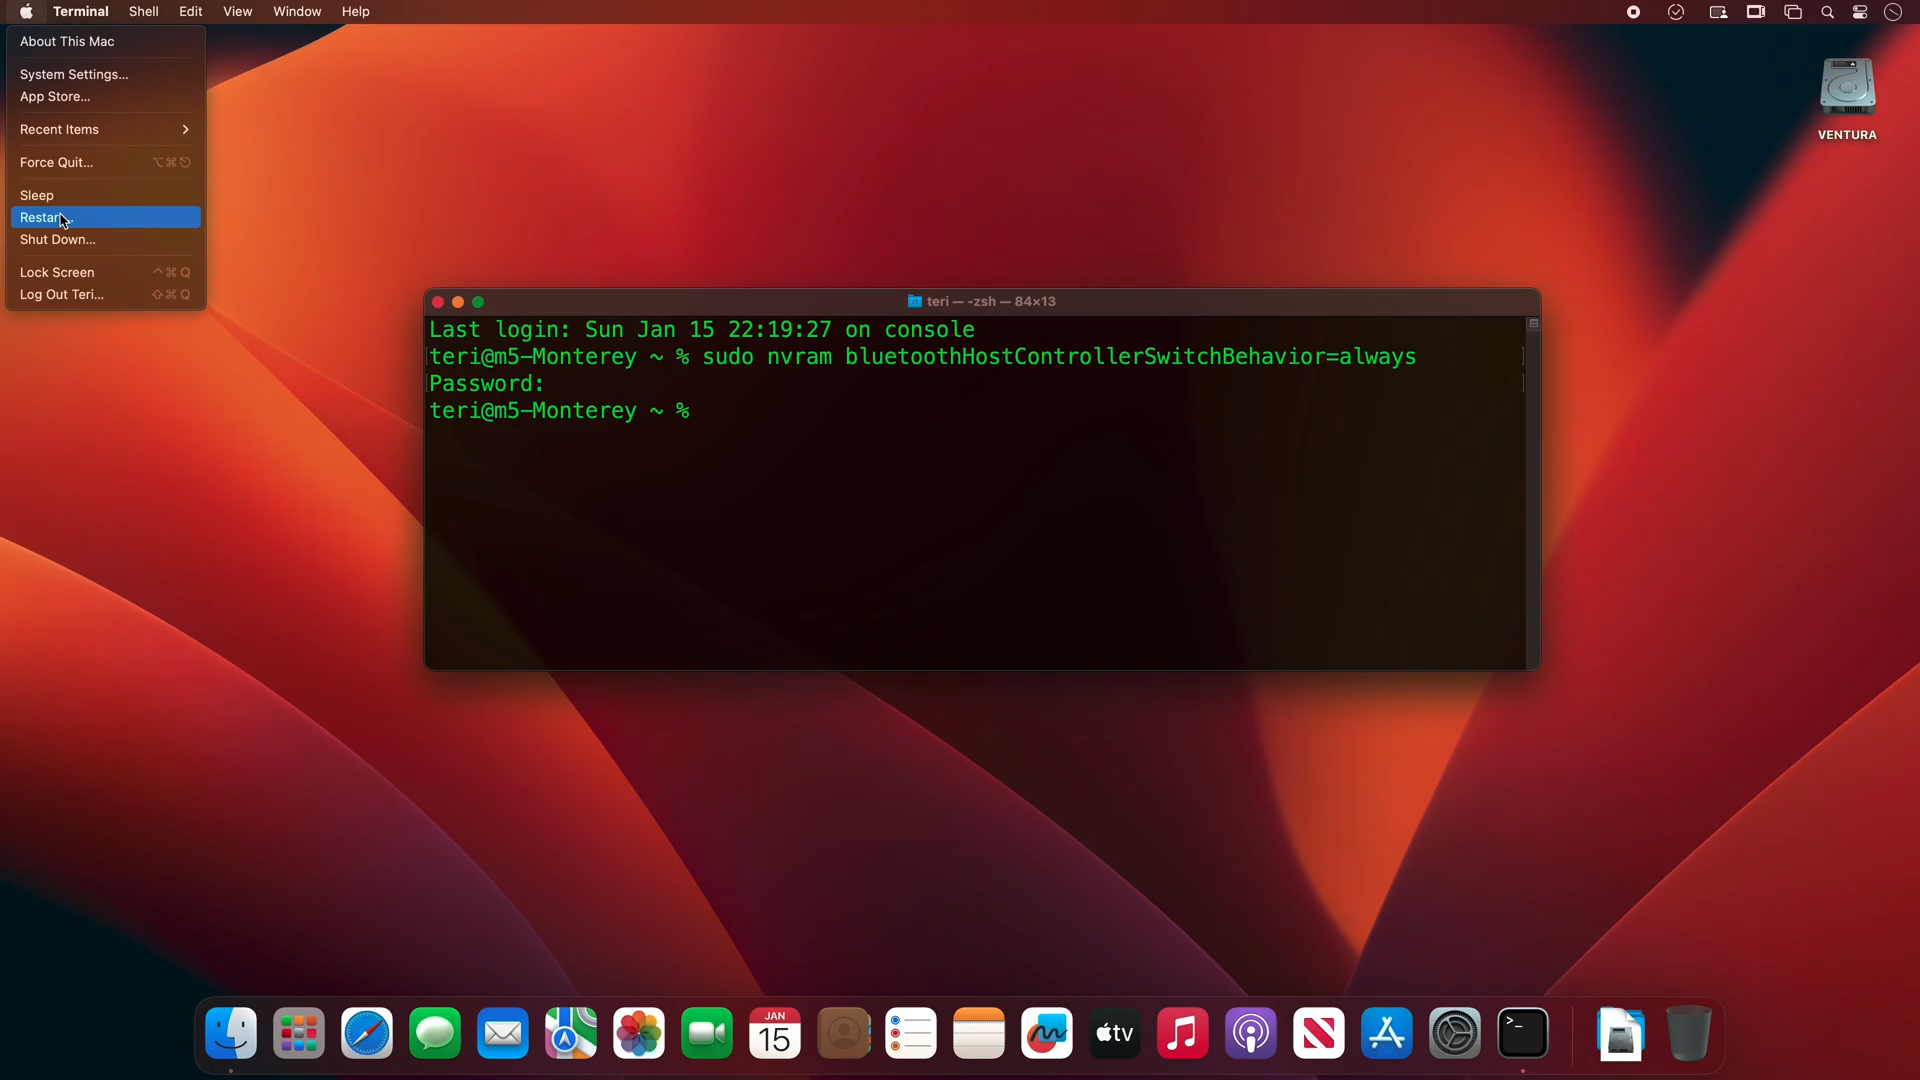 Terminal Shell Edit View Window Help
About This Mac
System Settings...
App Store...
Recent Items
Force Quit... ⌥⌘⎋
Sleep
Restar...
Shut Down...
Lock Screen ^⌘Q
Log Out Teri... ⇧⌘Q
VENTURA
teri — -zsh — 84×13
Last login: Sun Jan 15 22:19:27 on console
[teri@m5-Monterey ~ % sudo nvram bluetoothHostControllerSwitchBehavior=always ]
[Password: ]
teri@m5-Monterey ~ %
JAN
15
tv
>_